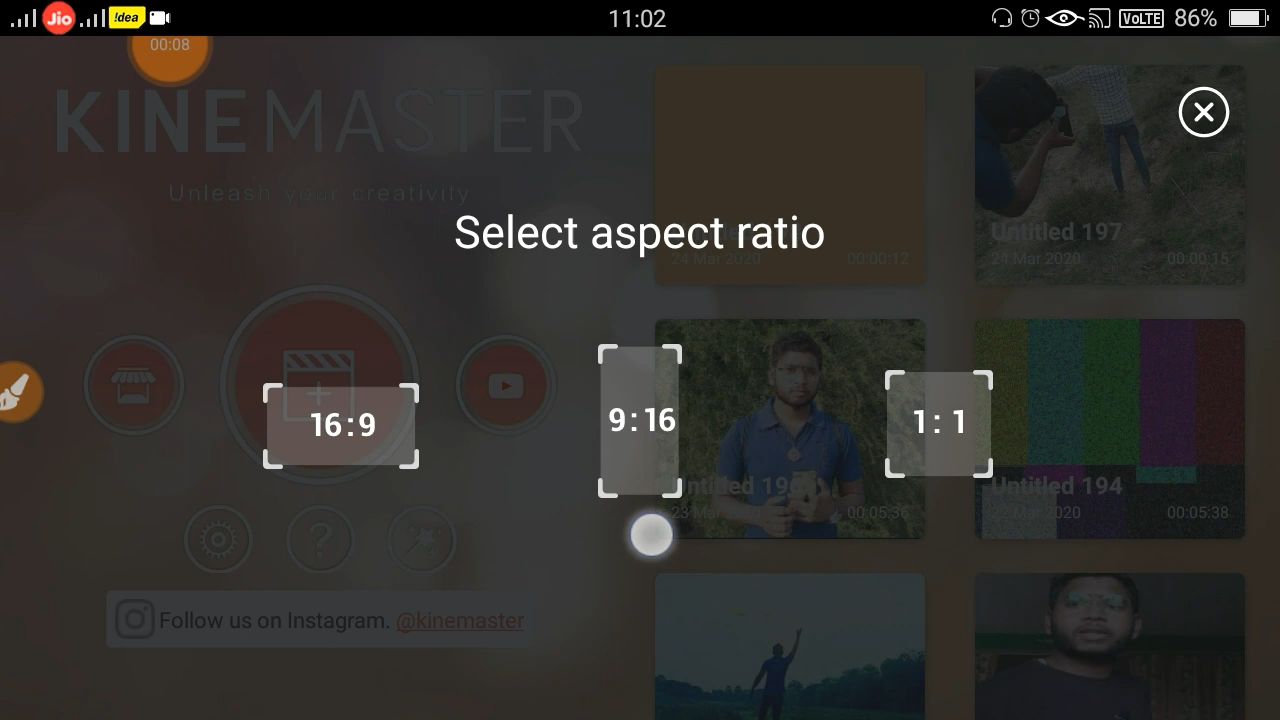 Jio
!dea
11:02
VoLTE
86%
00:08
KINEMASTER
Unleash your creativity
Select aspect ratio
24 Mar 2020
00:00:12
Untitled 197
24 Mar 2020
00:00:15
16:9
9:16
1:1
23 Mar
00:05:36
Untitled 194
22 Mar 2020
00:05:38
?
Follow us on Instagram. @kinemaster